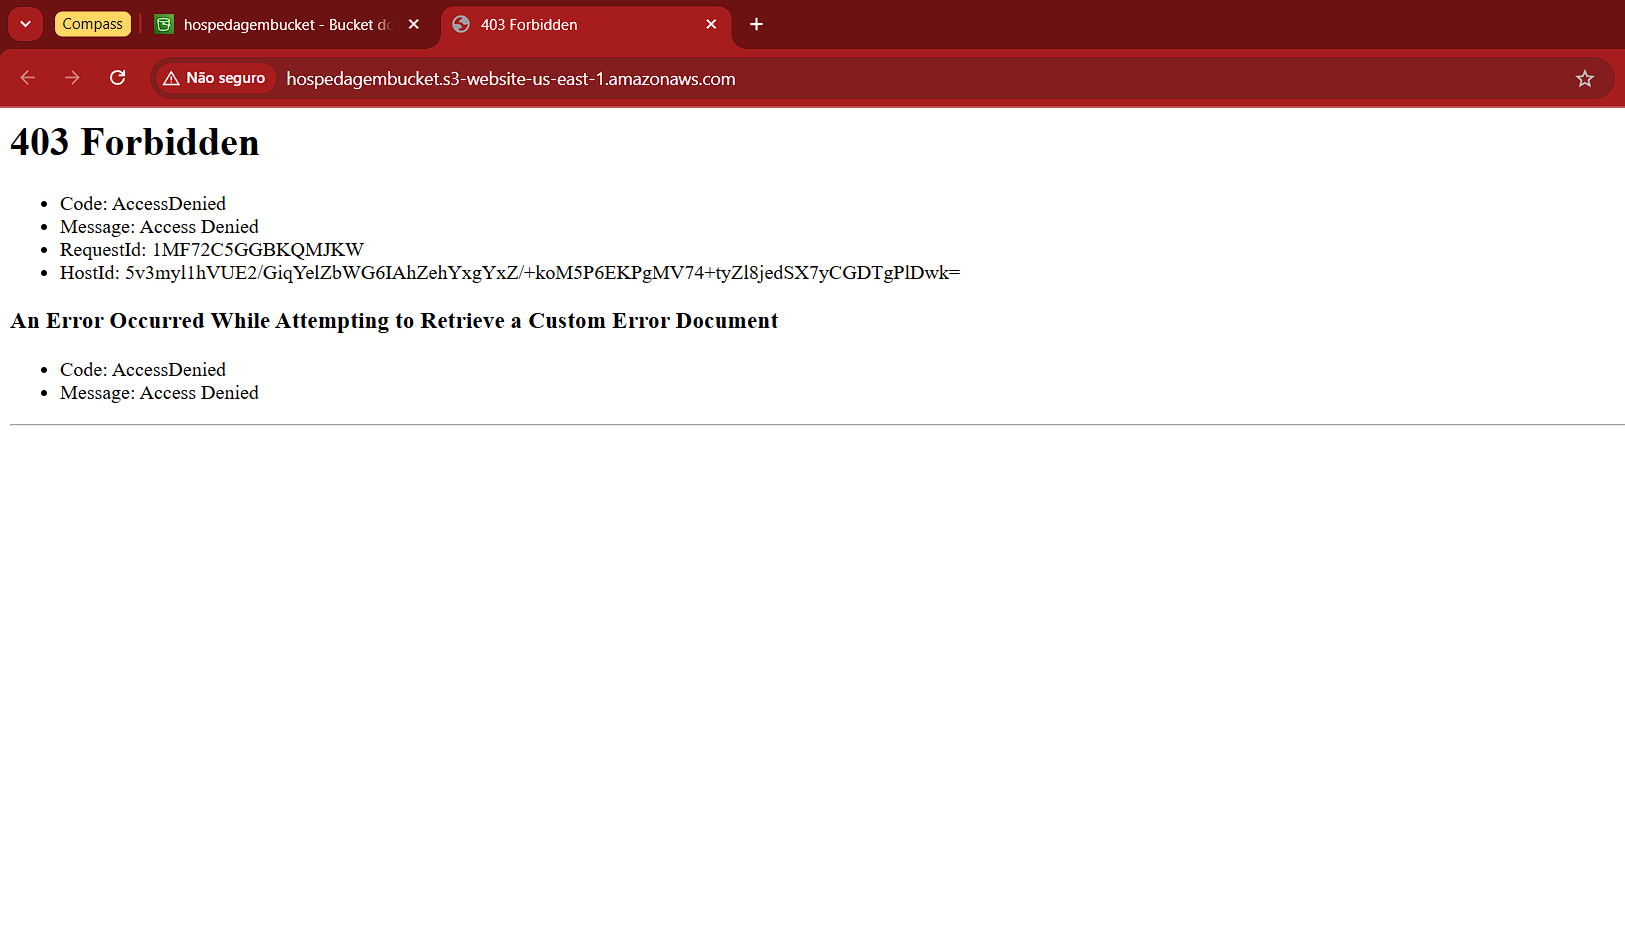 Compass
hospedagembucket - Bucket do
403 Forbidden
Não seguro
hospedagembucket.s3-website-us-east-1.amazonaws.com
403 Forbidden
Code: AccessDenied
Message: Access Denied
RequestId: 1MF72C5GGBKQMJKW
HostId: 5v3myl1hVUE2/GiqYelZbWG6IAhZehYxgYxZ/+koM5P6EKPgMV74+tyZl8jedSX7yCGDTgPlDwk=
An Error Occurred While Attempting to Retrieve a Custom Error Document
Code: AccessDenied
Message: Access Denied